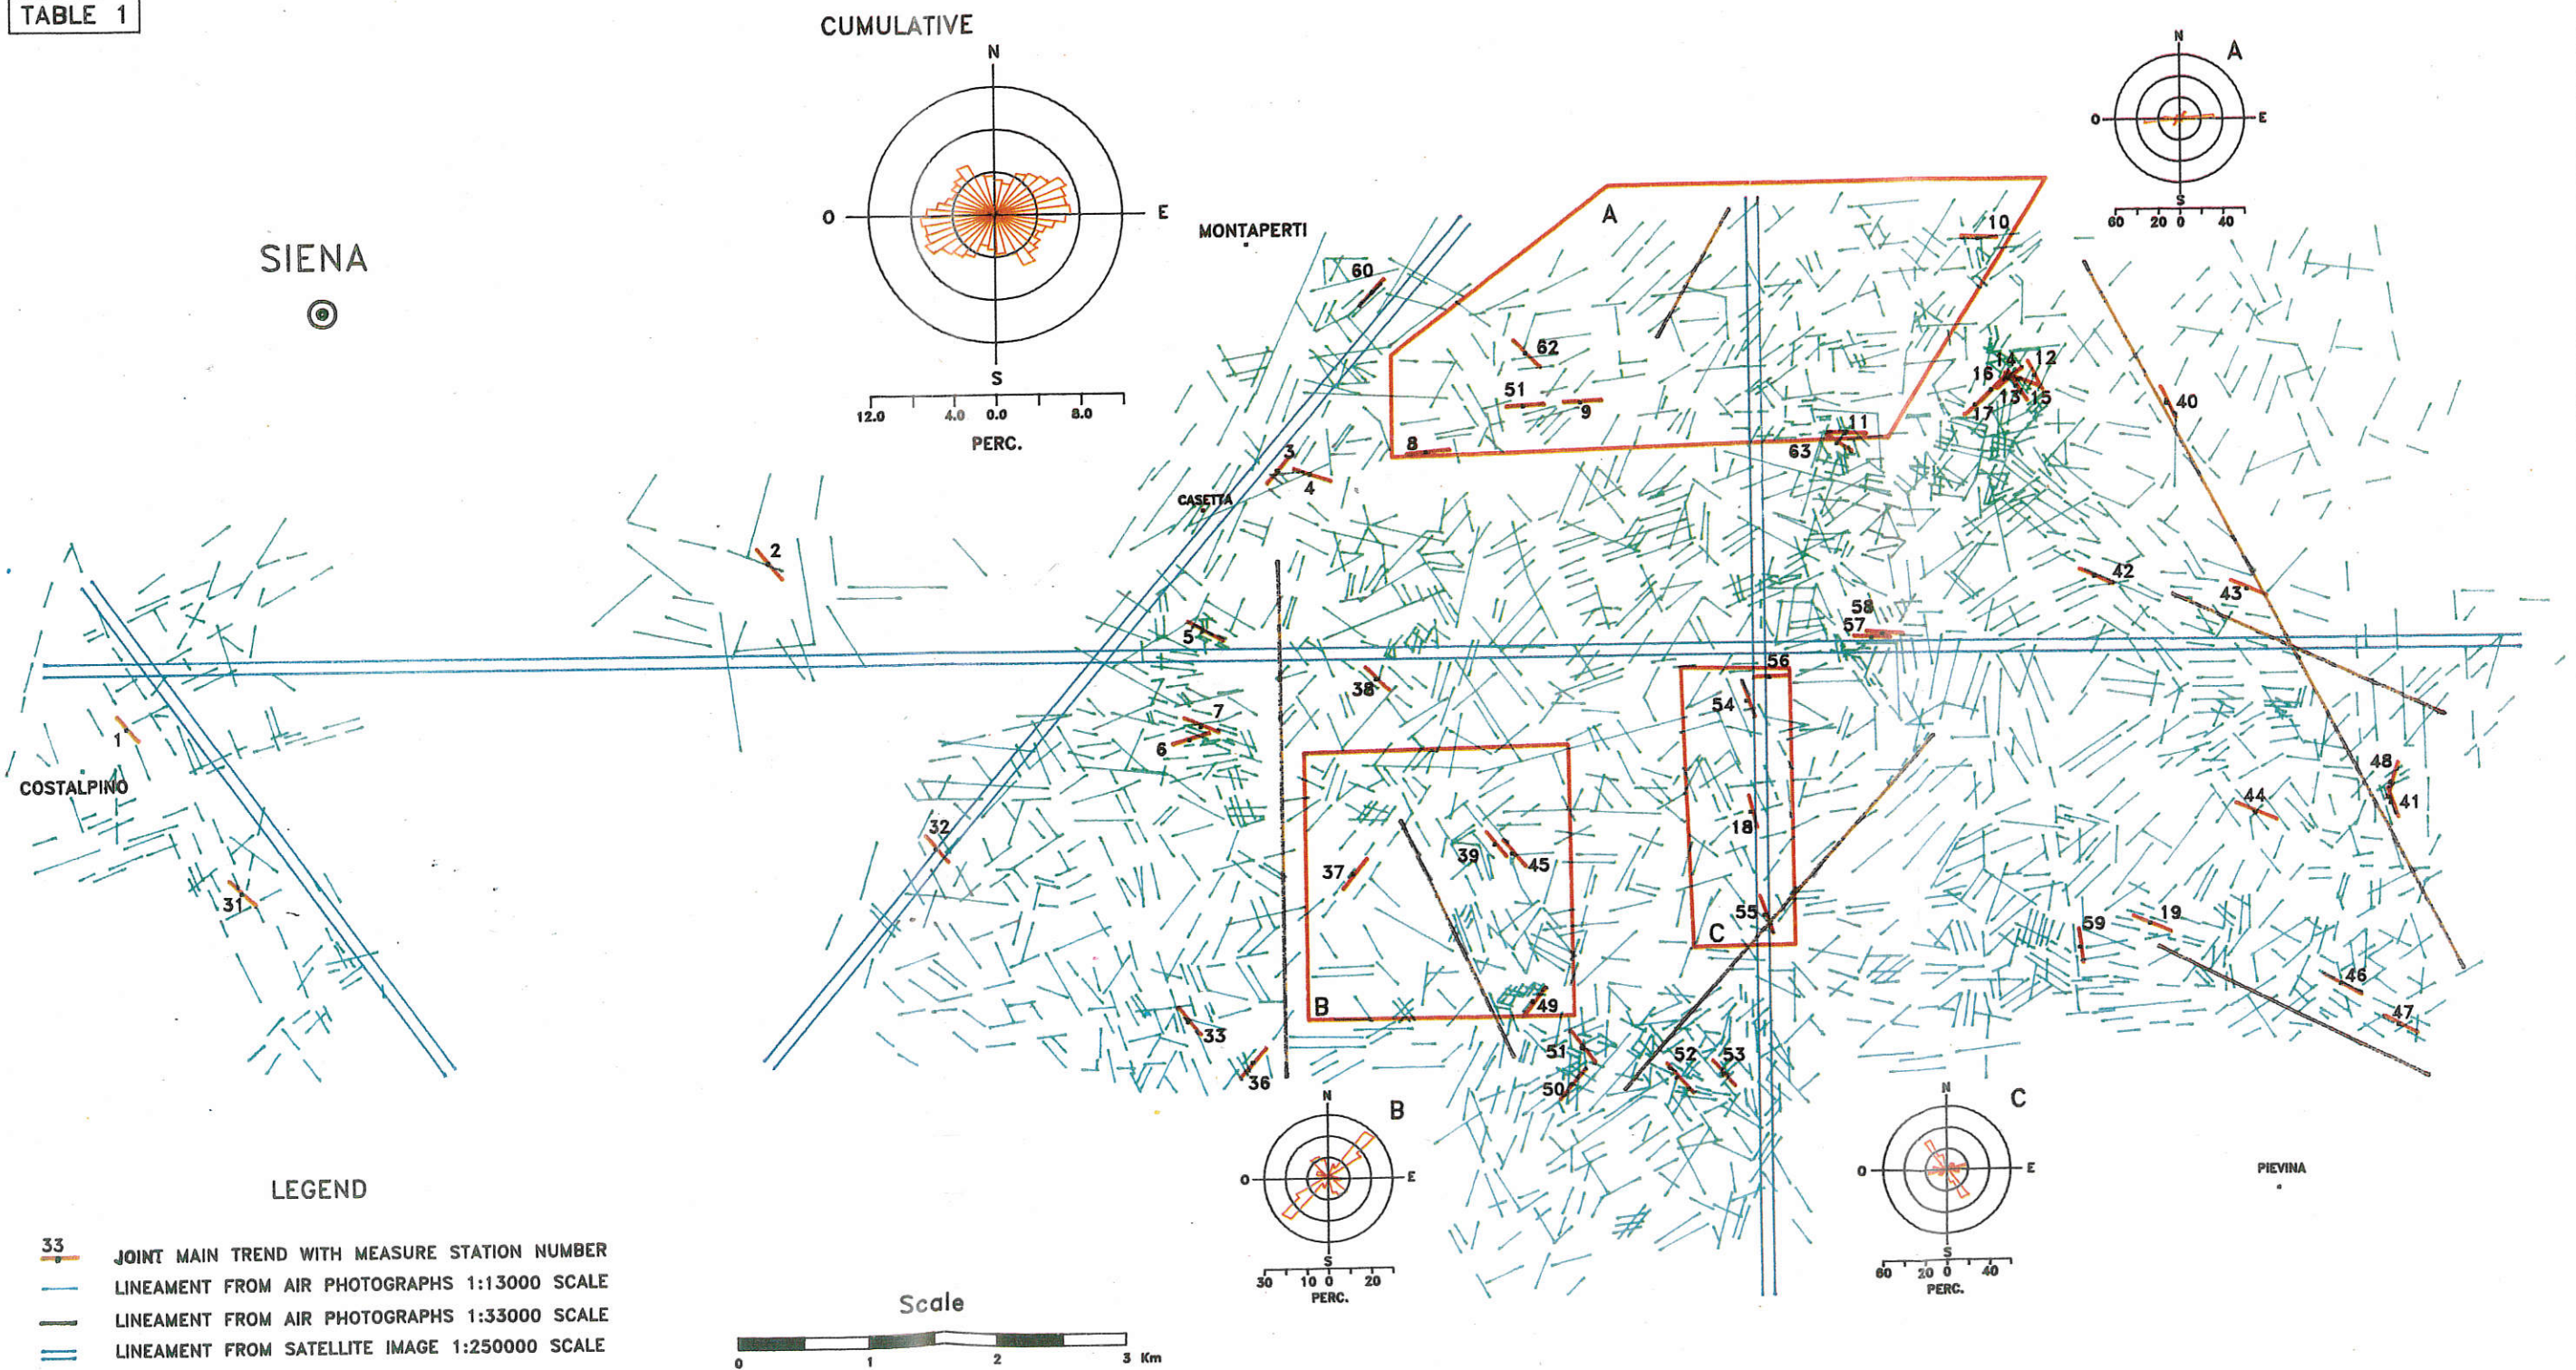 TABLE 1
CUMULATIVE
N
O
E
S
12.0 4.0 0.0 8.0
PERC.
N
A
O
E
S
60 20 0 40
SIENA
MONTAPERTI
A
10
60
62
14 12
16
51
9
13 15
17
40
11
8
63
3
4
CASETTA
2
42
43
58
57
5
56
38
54
7
6
1
48
COSTALPINO
44
41
32
18
39
45
37
31
55
19
59
C
46
B
49
47
33
51
52 53
36
50
N
B
O
E
S
30 10 0 20
PERC.
N
C
O
E
S
60 20 0 40
PERC.
PIEVINA
LEGEND
33 JOINT MAIN TREND WITH MEASURE STATION NUMBER
LINEAMENT FROM AIR PHOTOGRAPHS 1:13000 SCALE
LINEAMENT FROM AIR PHOTOGRAPHS 1:33000 SCALE
LINEAMENT FROM SATELLITE IMAGE 1:250000 SCALE
Scale
0 1 2 3 Km